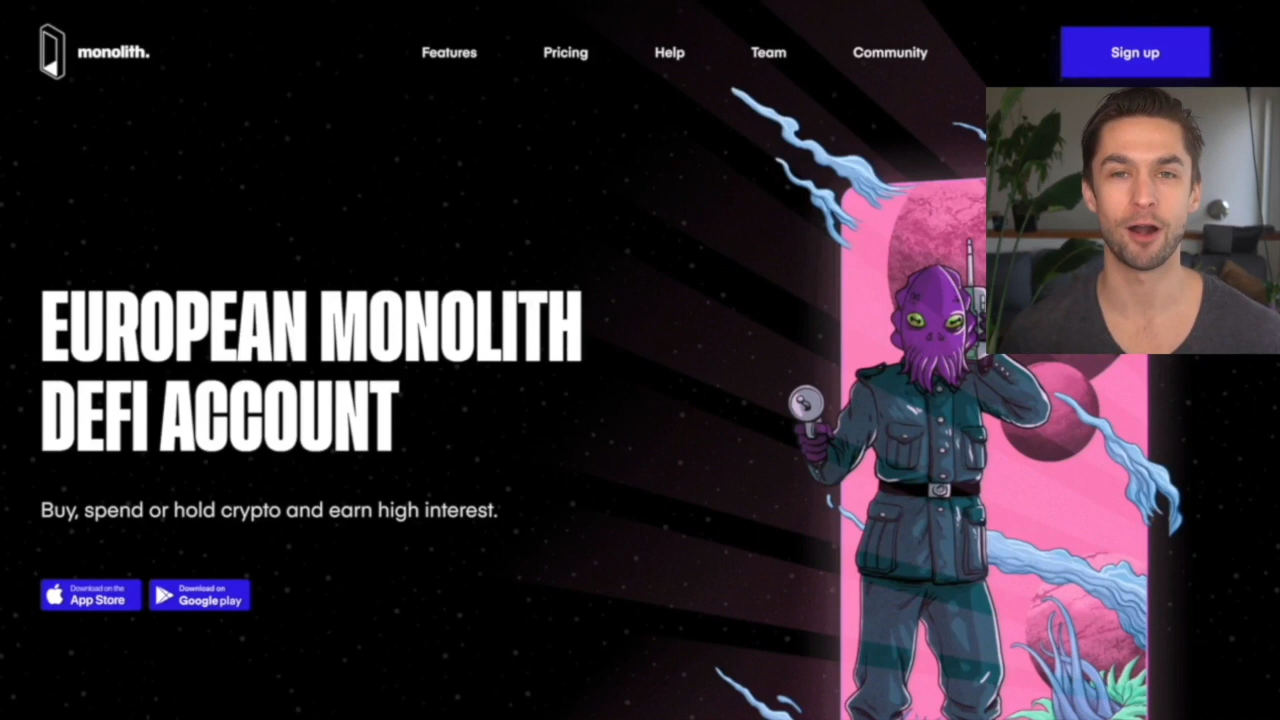 monolith.
Features
Pricing
Help
Team
Community
Sign up
EUROPEAN MONOLITH
DEFI ACCOUNT
Buy, spend or hold crypto and earn high interest.
Download on the
App Store
Download on
Google play